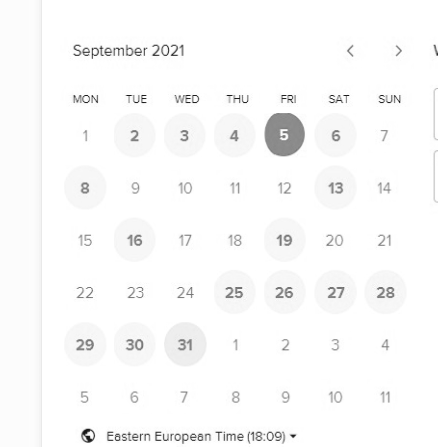 September 2021
MON TUE WED THU FRI SAT SUN
1 2 3 4 5 6 7
8 9 10 11 12 13 14
15 16 17 18 19 20 21
22 23 24 25 26 27 28
29 30 31 1 2 3 4
5 6 7 8 9 10 11
Eastern European Time (18:09)